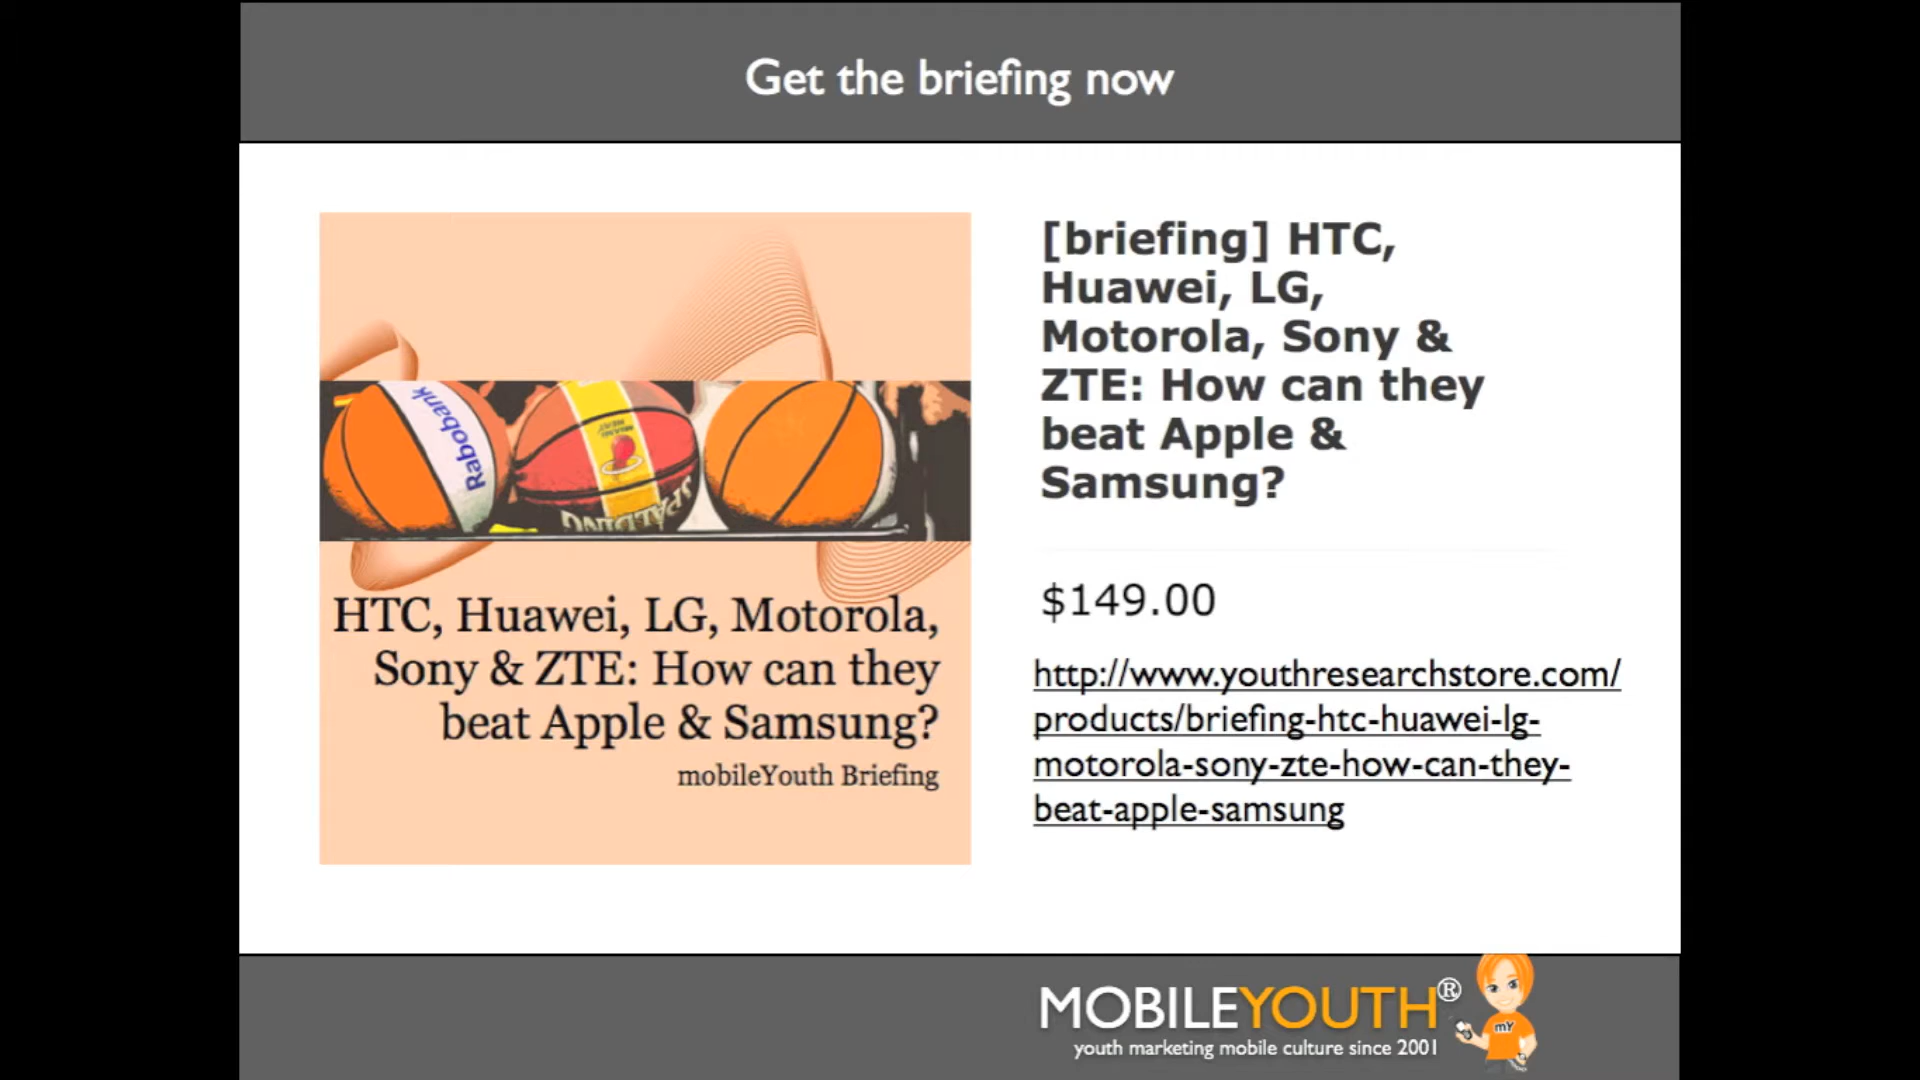 Get the briefing now
Rabobank
MIAMI
HEAT
SPALDING
HTC, Huawei, LG, Motorola,
Sony & ZTE: How can they
beat Apple & Samsung?
mobileYouth Briefing
[briefing] HTC,
Huawei, LG,
Motorola, Sony &
ZTE: How can they
beat Apple &
Samsung?
$149.00
http://www.youthresearchstore.com/
products/briefing-htc-huawei-lg-
motorola-sony-zte-how-can-they-
beat-apple-samsung
MOBILEYOUTH®
youth marketing mobile culture since 2001
mY